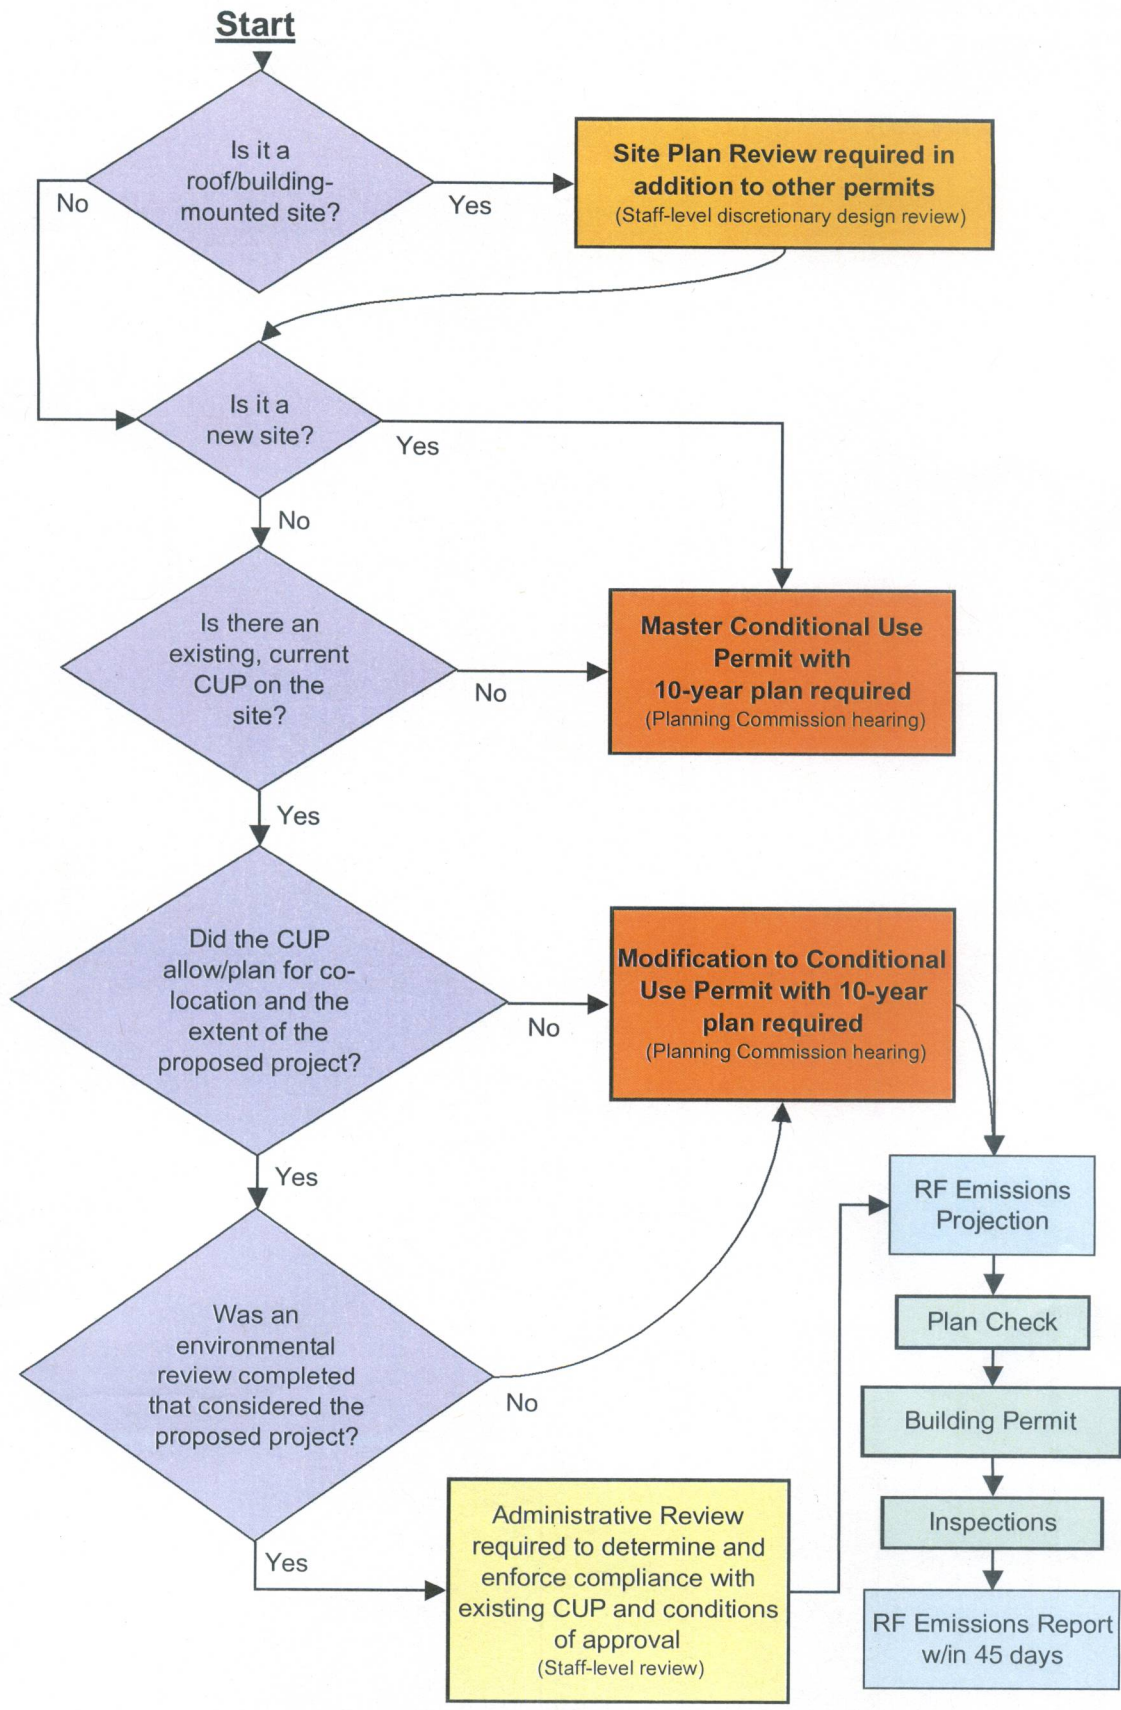 Start
Is it a
roof/building-
mounted site?
No
Yes
Site Plan Review required in
addition to other permits
(Staff-level discretionary design review)
Is it a
new site?
Yes
No
Is there an
existing, current
CUP on the
site?
No
Master Conditional Use
Permit with
10-year plan required
(Planning Commission hearing)
Yes
Did the CUP
allow/plan for co-
location and the
extent of the
proposed project?
No
Modification to Conditional
Use Permit with 10-year
plan required
(Planning Commission hearing)
Yes
Was an
environmental
review completed
that considered the
proposed project?
No
Yes
Administrative Review
required to determine and
enforce compliance with
existing CUP and conditions
of approval
(Staff-level review)
RF Emissions
Projection
Plan Check
Building Permit
Inspections
RF Emissions Report
w/in 45 days